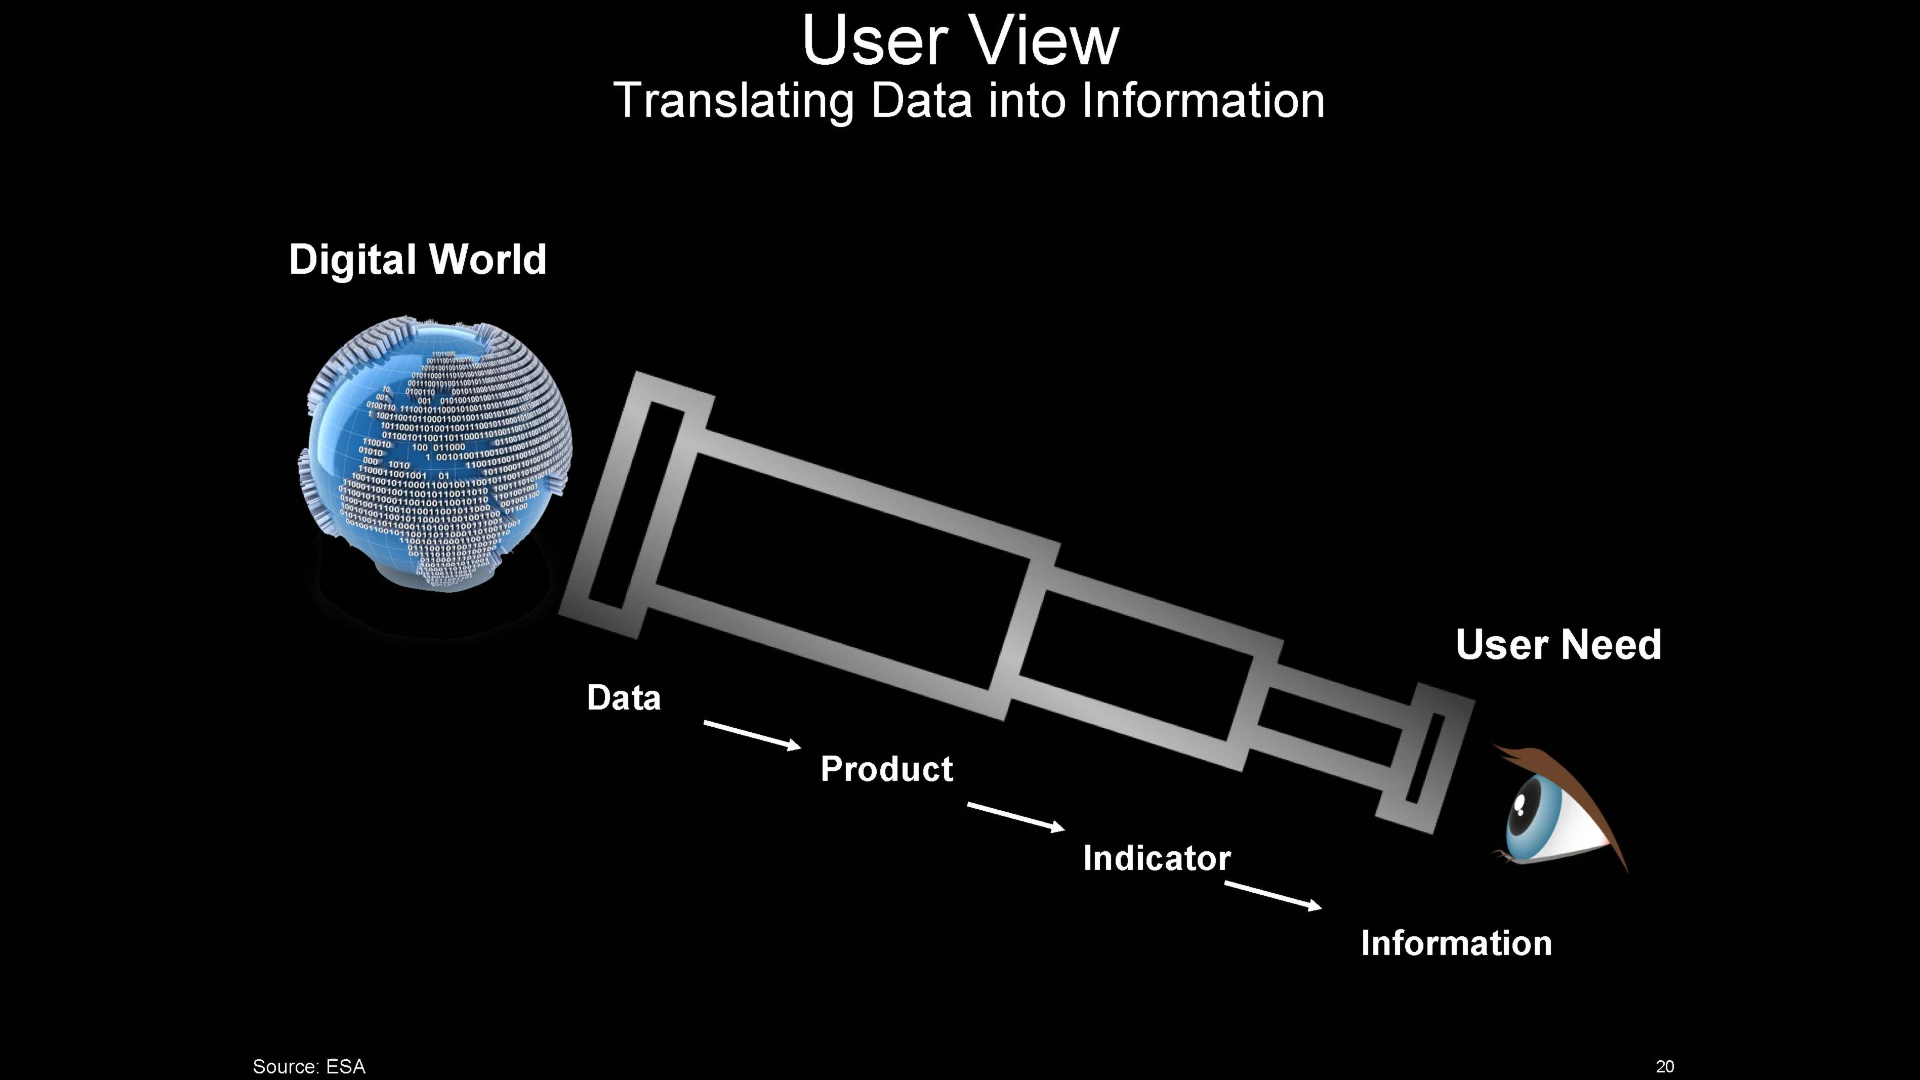 User View
Translating Data into Information
Digital World
User Need
Data
Product
Indicator
Information
Source: ESA
20